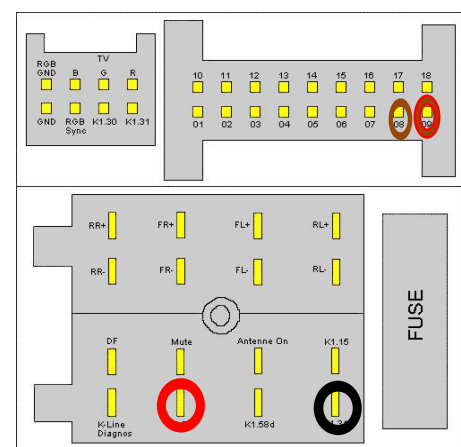 TV
RGB GND B G R
GND RGB Sync K1.30 K1.31
10 11 12 13 14 15 16 17 18
01 02 03 04 05 06 07 08 09
RR+ FR+ FL+ RL+
RR- FR- FL- RL-
DF Mute Antenne On K1.15
K-Line Diagnos K1.58d
FUSE